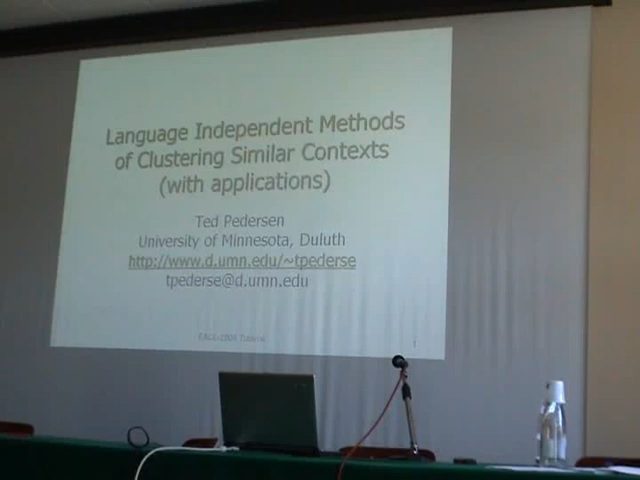 Language Independent Methods
of Clustering Similar Contexts
(with applications)
Ted Pedersen
University of Minnesota, Duluth
http://www.d.umn.edu/~tpederse
tpederse@d.umn.edu
1